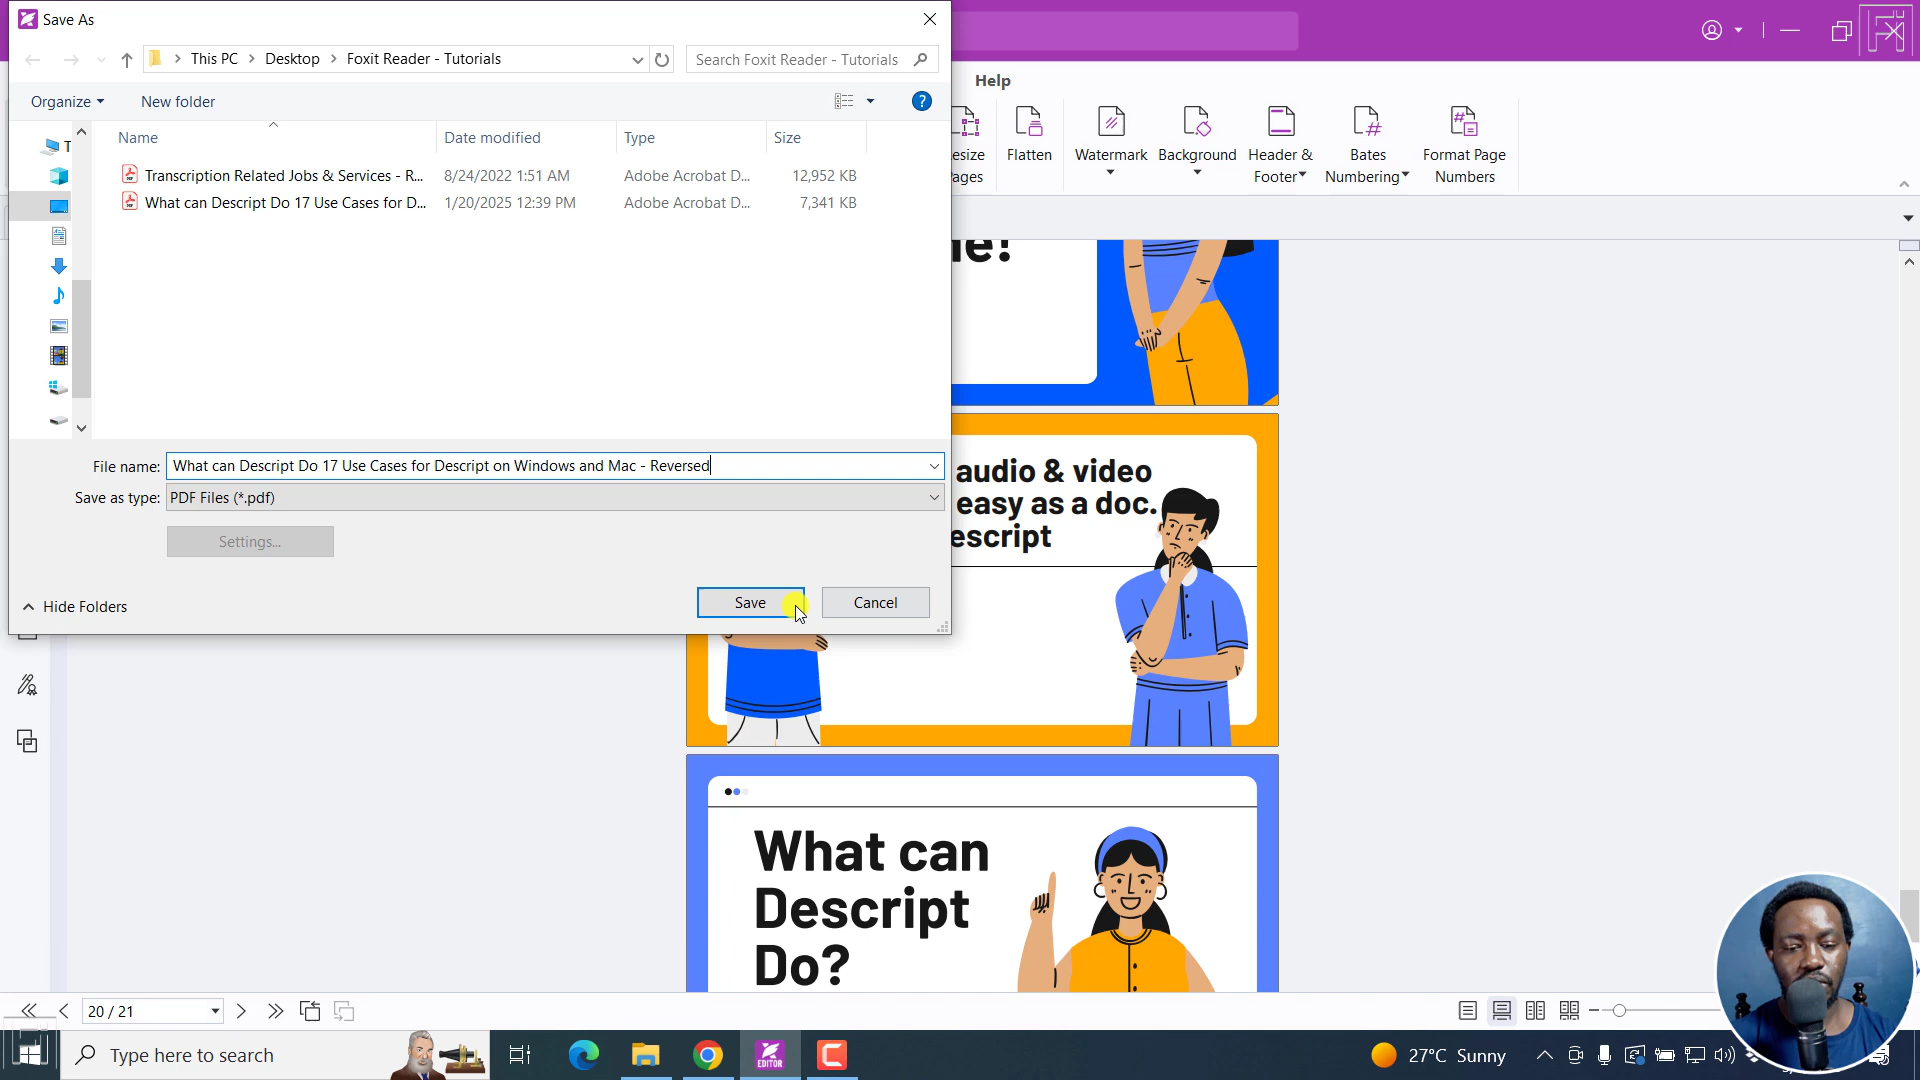 Save As
This PC > Desktop > Foxit Reader - Tutorials
Search Foxit Reader - Tutorials
Help
Organize
New folder
Name
Date modified
Type
Size
Transcription Related Jobs & Services - R...
8/24/2022 1:51 AM
Adobe Acrobat D...
12,952 KB
What can Descript Do 17 Use Cases for D...
1/20/2025 12:39 PM
Adobe Acrobat D...
7,341 KB
Flatten
Watermark
Background
Header &
Footer
Bates
Numbering
Format Page
Numbers
File name:
What can Descript Do 17 Use Cases for Descript on Windows and Mac - Reversed
Save as type:
PDF Files (*.pdf)
Settings...
Hide Folders
Save
Cancel
audio & video
easy as a doc.
escript
What can
Descript
Do?
20 / 21
Type here to search
EDITOR
27°C Sunny